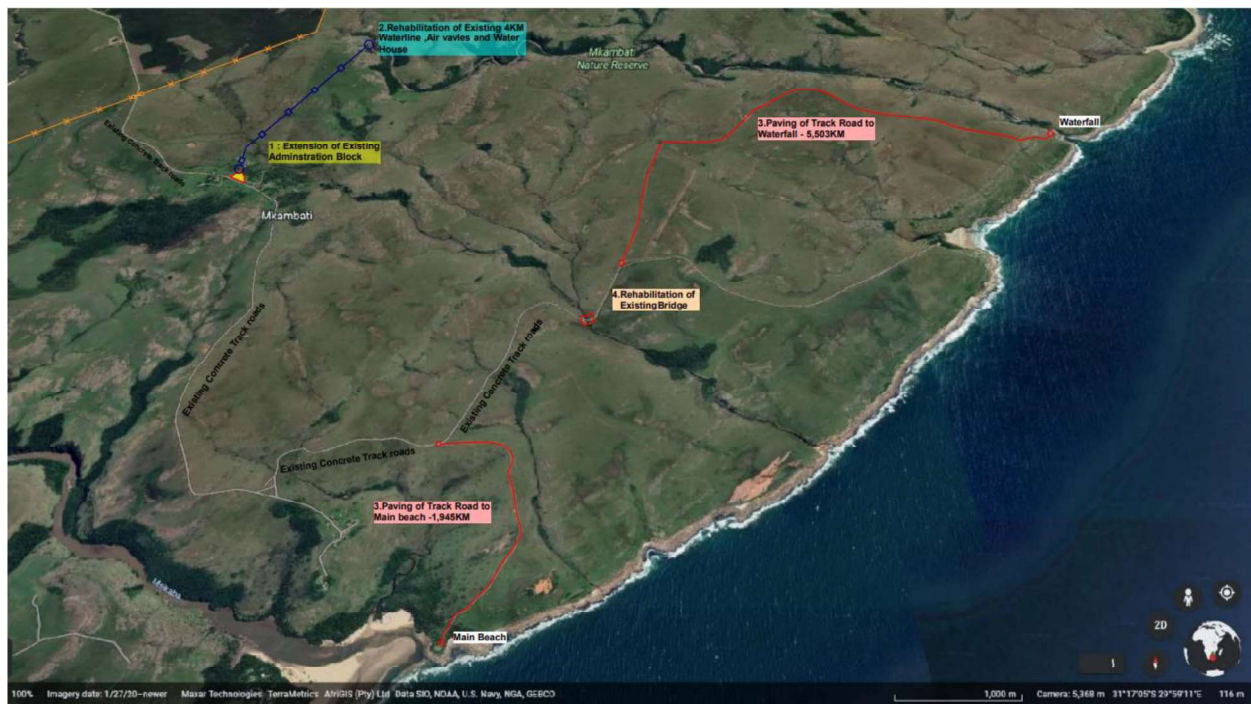 2.Rehabilitation of Existing 4KM
Waterline ,Air vavles and Water
House
Mkambati
Nature Reserve
3.Paving of Track Road to
Waterfall - 5,503KM
Waterfall
Existing Concrete Track roads
1 : Extension of Existing
Adminstration Block
Mkambati
4.Rehabilitation of
ExistingBridge
Existing Concrete Track roads
Existing Concrete Track roads
Existing Concrete Track roads
3.Paving of Track Road to
Main beach -1,945KM
Msikaba
Main Beach
2D
100% Imagery date: 1/27/20–newer Maxar Technologies TerraMetrics AfriGIS (Pty) Ltd Data SIO, NOAA, U.S. Navy, NGA, GEBCO 1,000 m Camera: 5,368 m 31°17'05"S 29°59'11"E 116 m